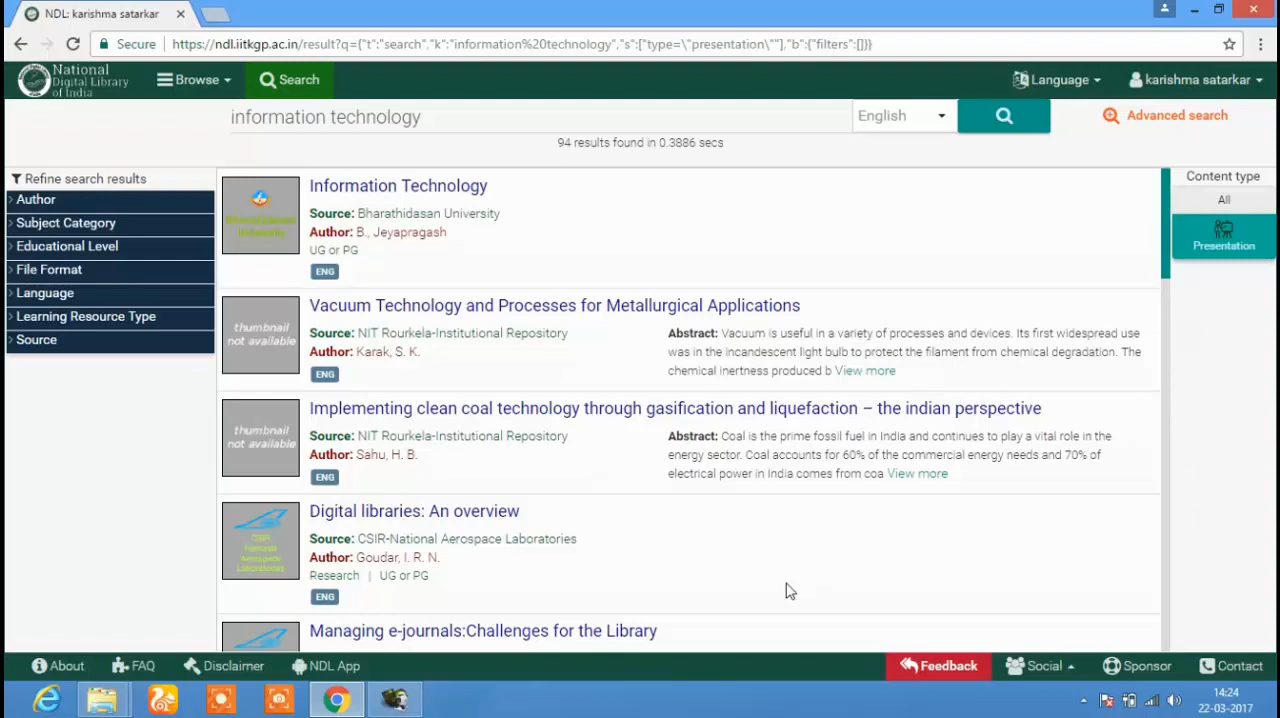 NDL: karishma satarkar
Secure https://ndl.iitkgp.ac.in/result?q={"t":"search","k":"information%20technology","s":["type=\"presentation\""],"b":{"filters":[]}}
National
Digital Library
of India
Browse
Search
Language
karishma satarkar
information technology
English
Advanced search
94 results found in 0.3886 secs
Refine search results
Author
Subject Category
Educational Level
File Format
Language
Learning Resource Type
Source
Bharathidasan
University
Information Technology
Source: Bharathidasan University
Author: B., Jeyapragash
UG or PG
ENG
thumbnail
not available
Vacuum Technology and Processes for Metallurgical Applications
Source: NIT Rourkela-Institutional Repository
Author: Karak, S. K.
ENG
Abstract: Vacuum is useful in a variety of processes and devices. Its first widespread use
was in the incandescent light bulb to protect the filament from chemical degradation. The
chemical inertness produced b View more
thumbnail
not available
Implementing clean coal technology through gasification and liquefaction – the indian perspective
Source: NIT Rourkela-Institutional Repository
Author: Sahu, H. B.
ENG
Abstract: Coal is the prime fossil fuel in India and continues to play a vital role in the
energy sector. Coal accounts for 60% of the commercial energy needs and 70% of
electrical power in India comes from coa View more
CSIR
National
Aerospace
Laboratories
Digital libraries: An overview
Source: CSIR-National Aerospace Laboratories
Author: Goudar, I. R. N.
Research | UG or PG
ENG
Managing e-journals:Challenges for the Library
Content type
All
Presentation
About
FAQ
Disclaimer
NDL App
Feedback
Social
Sponsor
Contact
14:24
22-03-2017